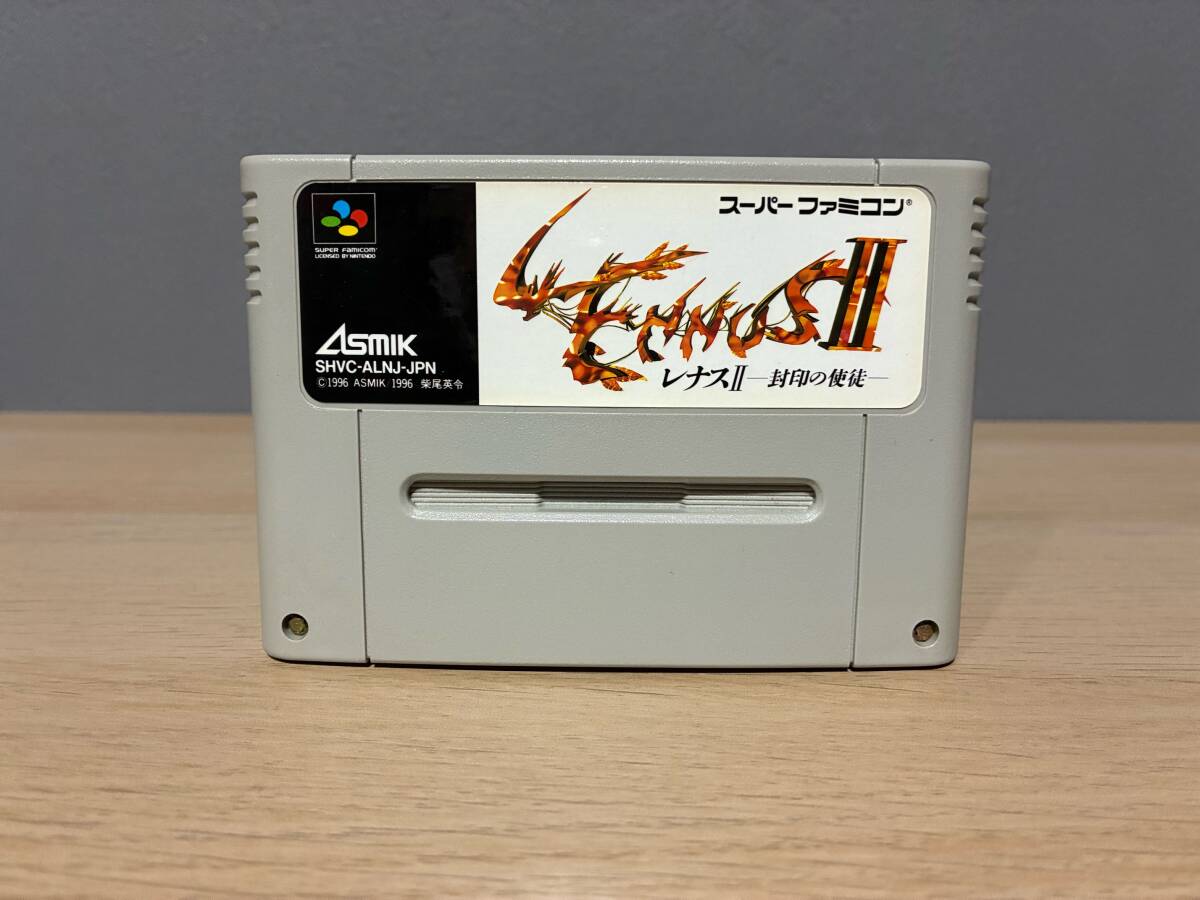 スーパーファミコン®
SUPER FAMICOM®
LICENSED BY NINTENDO
LENNUS II
ASMIK
SHVC-ALNJ-JPN
©1996 ASMIK/1996 柴尾英令
レナスII—封印の使徒—